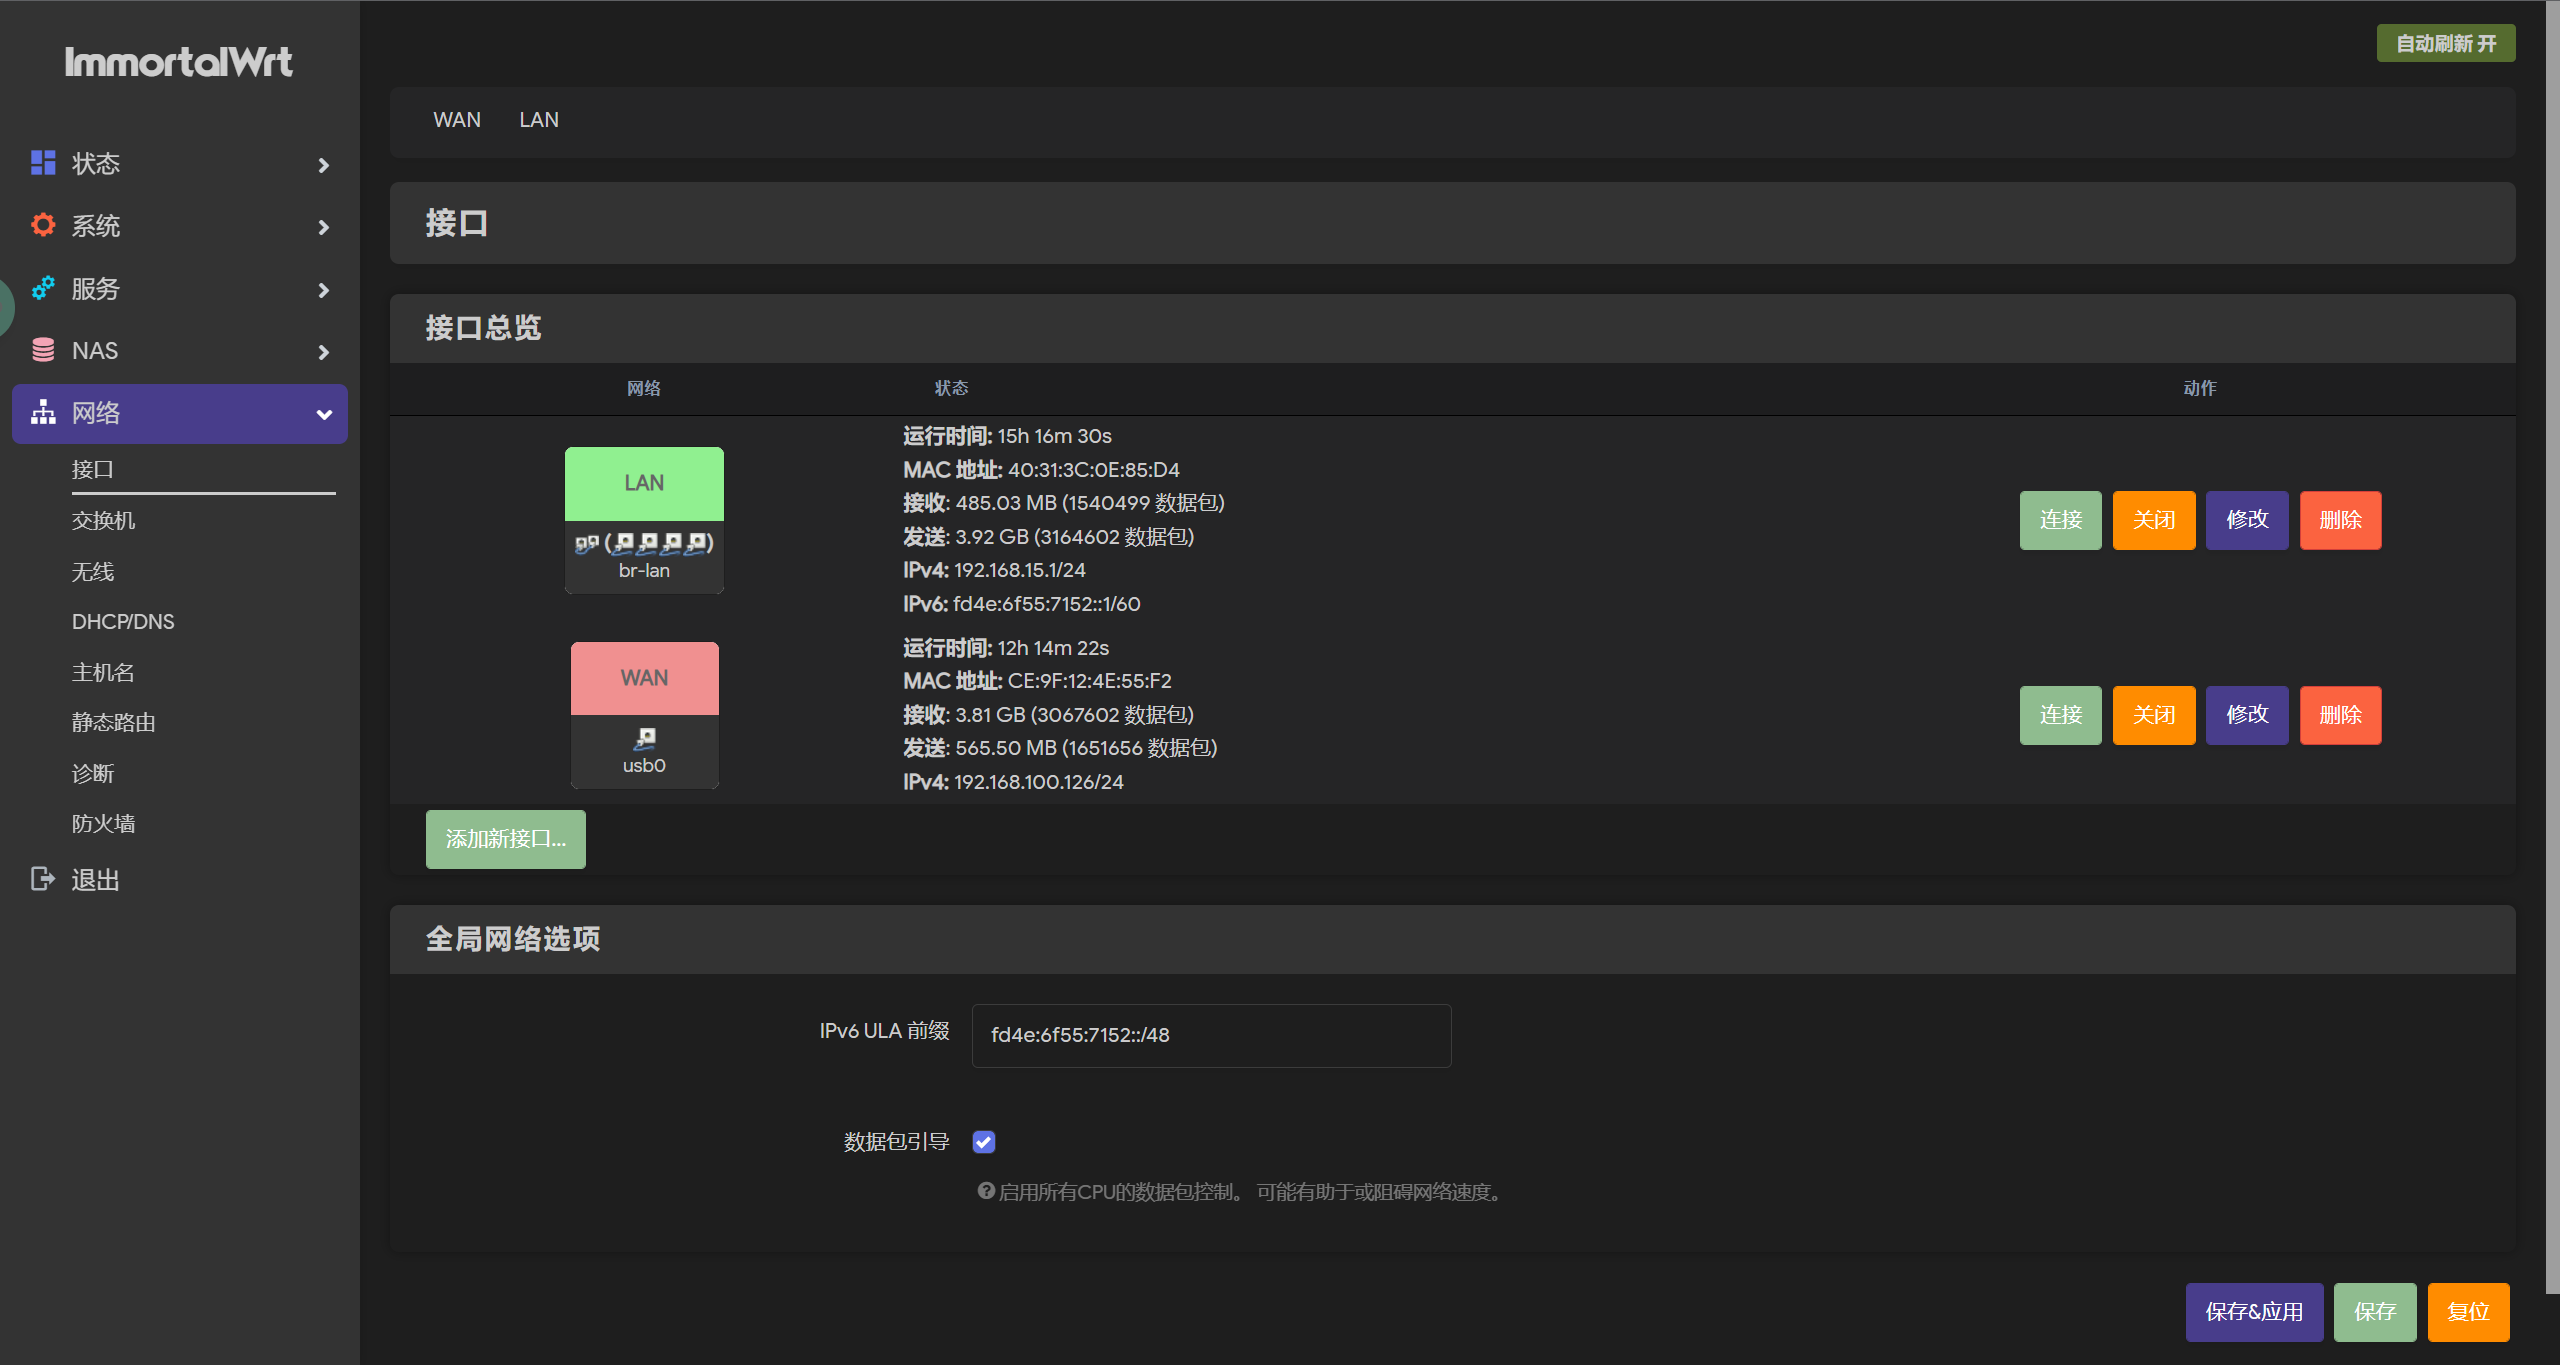 ImmortalWrt
状态
系统
服务
NAS
网络
接口
交换机
无线
DHCP/DNS
主机名
静态路由
诊断
防火墙
退出
自动刷新 开
WAN LAN
接口
接口总览
网络 状态 动作
LAN
br-lan
运行时间: 15h 16m 30s
MAC 地址: 40:31:3C:0E:85:D4
接收: 485.03 MB (1540499 数据包)
发送: 3.92 GB (3164602 数据包)
IPv4: 192.168.15.1/24
IPv6: fd4e:6f55:7152::1/60
连接 关闭 修改 删除
WAN
usb0
运行时间: 12h 14m 22s
MAC 地址: CE:9F:12:4E:55:F2
接收: 3.81 GB (3067602 数据包)
发送: 565.50 MB (1651656 数据包)
IPv4: 192.168.100.126/24
连接 关闭 修改 删除
添加新接口...
全局网络选项
IPv6 ULA 前缀 fd4e:6f55:7152::/48
数据包引导
启用所有CPU的数据包控制。 可能有助于或阻碍网络速度。
保存&应用 保存 复位